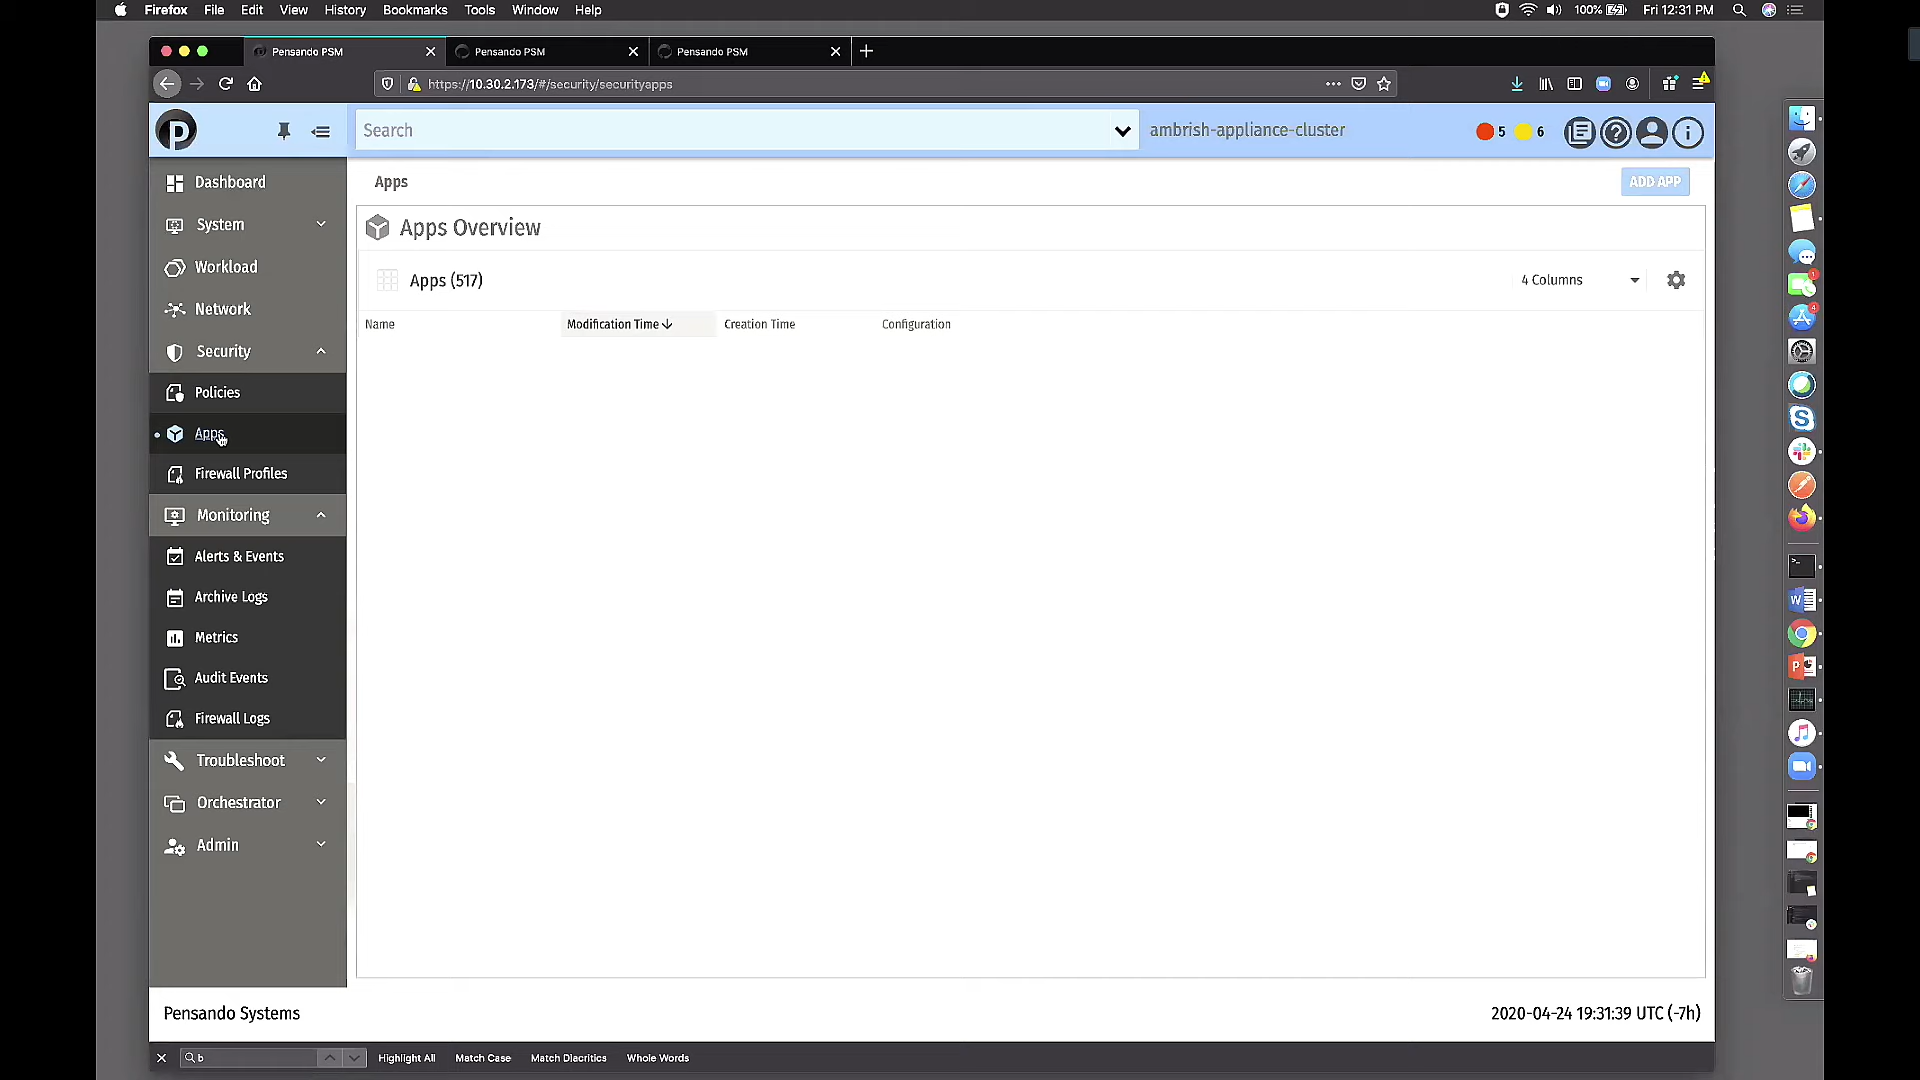 Firefox File Edit View History Bookmarks Tools Window Help 100% Fri 12:31 PM
Pensando PSM Pensando PSM Pensando PSM
https://10.30.2.173/#/security/securityapps
P Search ambrish-appliance-cluster 5 6
Dashboard
System
Workload
Network
Security
Policies
Apps
Firewall Profiles
Monitoring
Alerts & Events
Archive Logs
Metrics
Audit Events
Firewall Logs
Troubleshoot
Orchestrator
Admin
Apps ADD APP
Apps Overview
Apps (517) 4 Columns
Name Modification Time Creation Time Configuration
Pensando Systems 2020-04-24 19:31:39 UTC (-7h)
b Highlight All Match Case Match Diacritics Whole Words